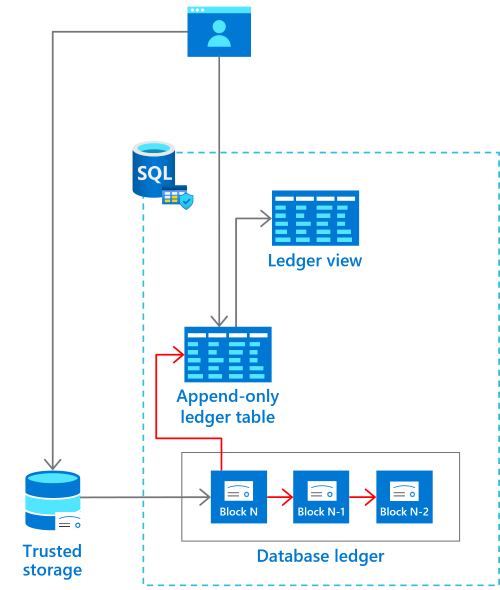 SQL
Ledger view
Append-only
ledger table
Block N
Block N-1
Block N-2
Trusted
storage
Database ledger